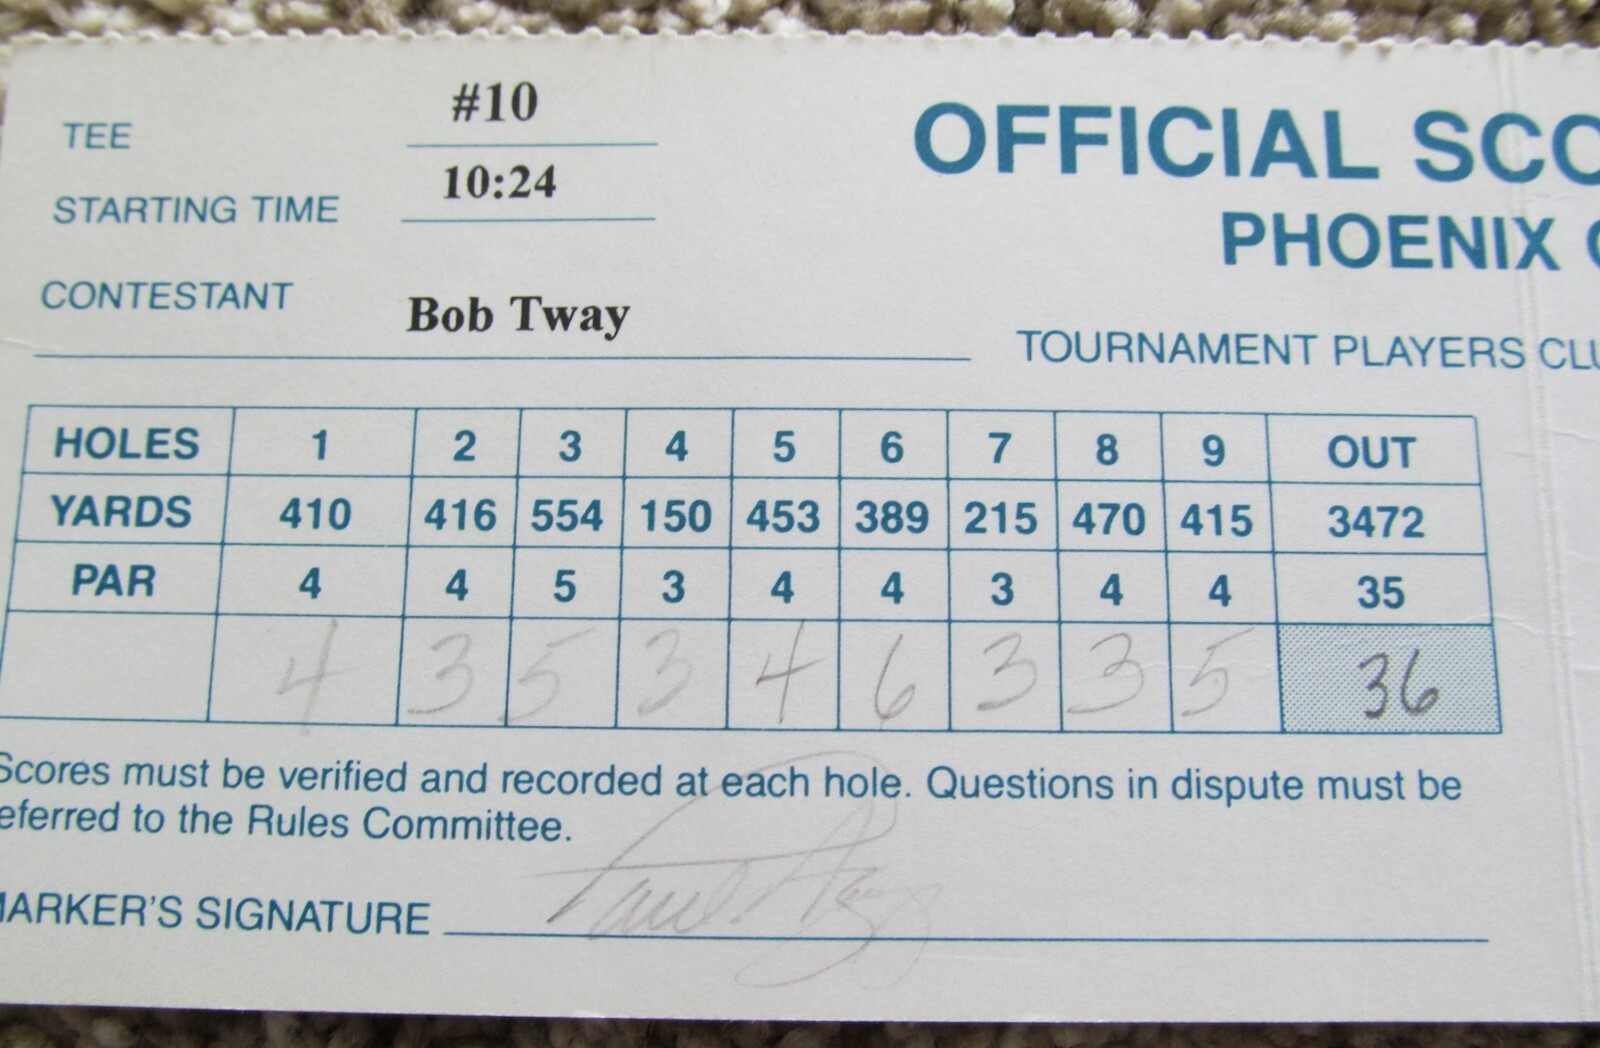 TEE #10
OFFICIAL SCO
STARTING TIME 10:24
PHOENIX
CONTESTANT Bob Tway
TOURNAMENT PLAYERS CLU
HOLES 1 2 3 4 5 6 7 8 9 OUT
YARDS 410 416 554 150 453 389 215 470 415 3472
PAR 4 4 5 3 4 4 3 4 4 35
4 3 5 3 4 6 3 3 5 36
Scores must be verified and recorded at each hole. Questions in dispute must be
eferred to the Rules Committee.
MARKER'S SIGNATURE